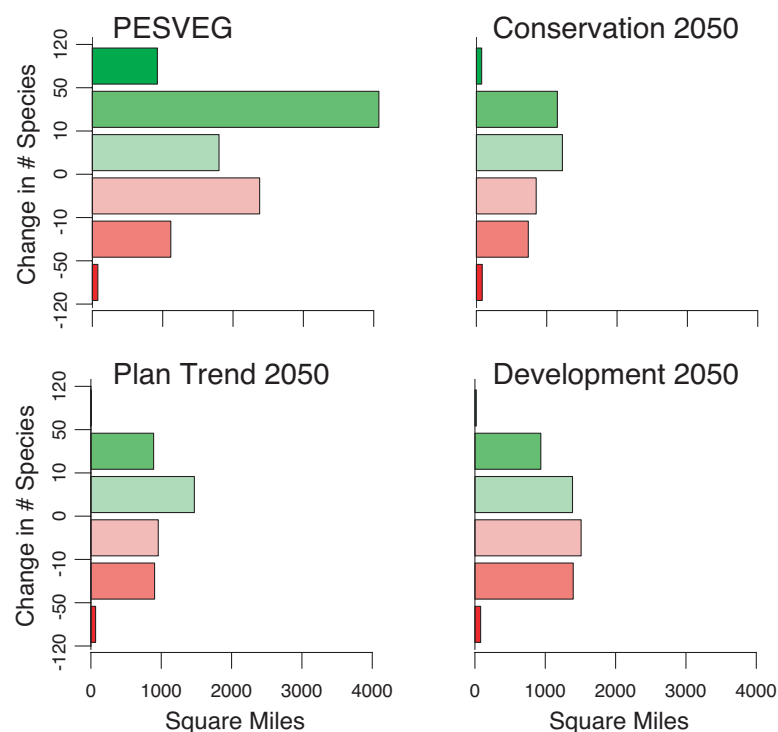 PESVEG
Conservation 2050
Change in # Species
120
50
10
0
-10
-50
-120
Plan Trend 2050
Development 2050
Change in # Species
120
50
10
0
-10
-50
-120
0 1000 2000 3000 4000
0 1000 2000 3000 4000
Square Miles
Square Miles